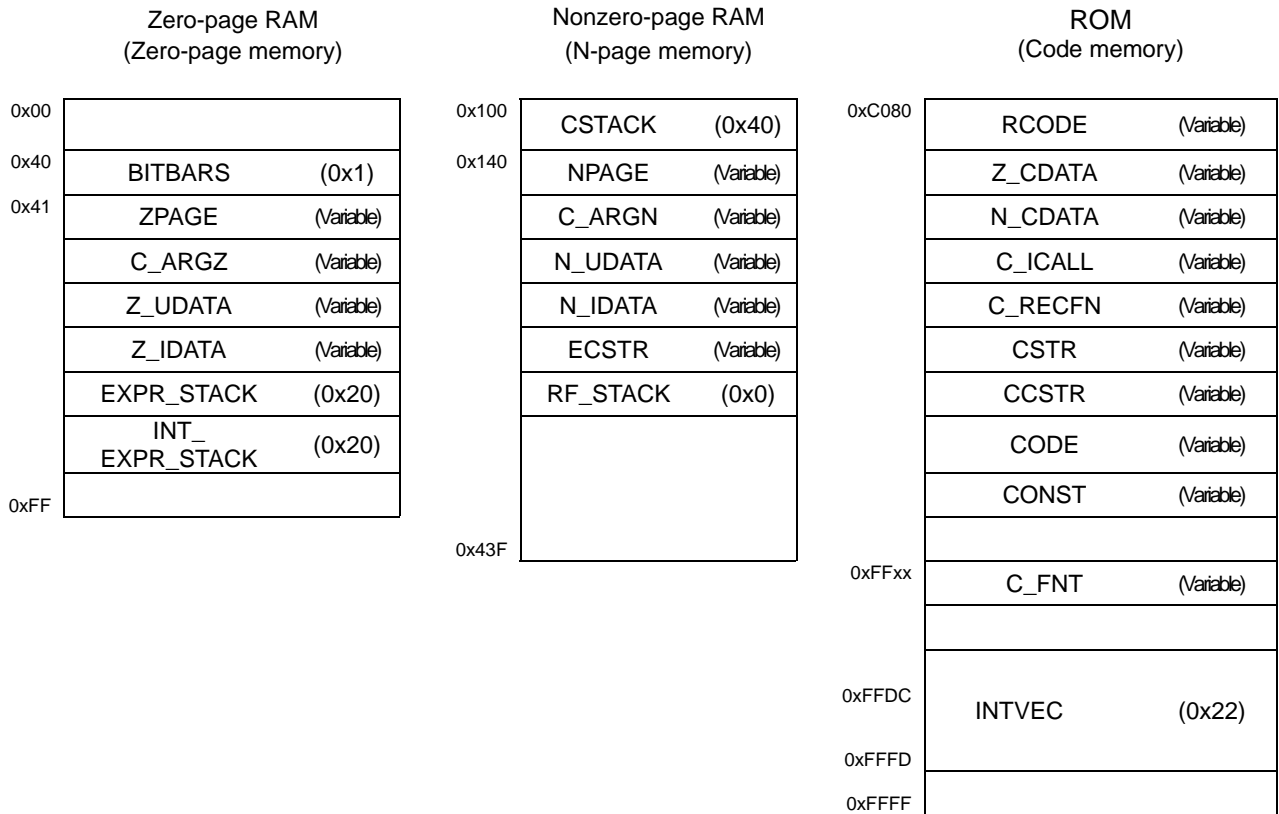 Zero-page RAM
(Zero-page memory)
0x00
0x40
BITBARS (0x1)
0x41
ZPAGE (Variable)
C_ARGZ (Variable)
Z_UDATA (Variable)
Z_IDATA (Variable)
EXPR_STACK (0x20)
INT_
EXPR_STACK (0x20)
0xFF
Nonzero-page RAM
(N-page memory)
0x100
CSTACK (0x40)
0x140
NPAGE (Variable)
C_ARGN (Variable)
N_UDATA (Variable)
N_IDATA (Variable)
ECSTR (Variable)
RF_STACK (0x0)
0x43F
ROM
(Code memory)
0xC080
RCODE (Variable)
Z_CDATA (Variable)
N_CDATA (Variable)
C_ICALL (Variable)
C_RECFN (Variable)
CSTR (Variable)
CCSTR (Variable)
CODE (Variable)
CONST (Variable)
0xFFxx
C_FNT (Variable)
0xFFDC
INTVEC (0x22)
0xFFFD
0xFFFF